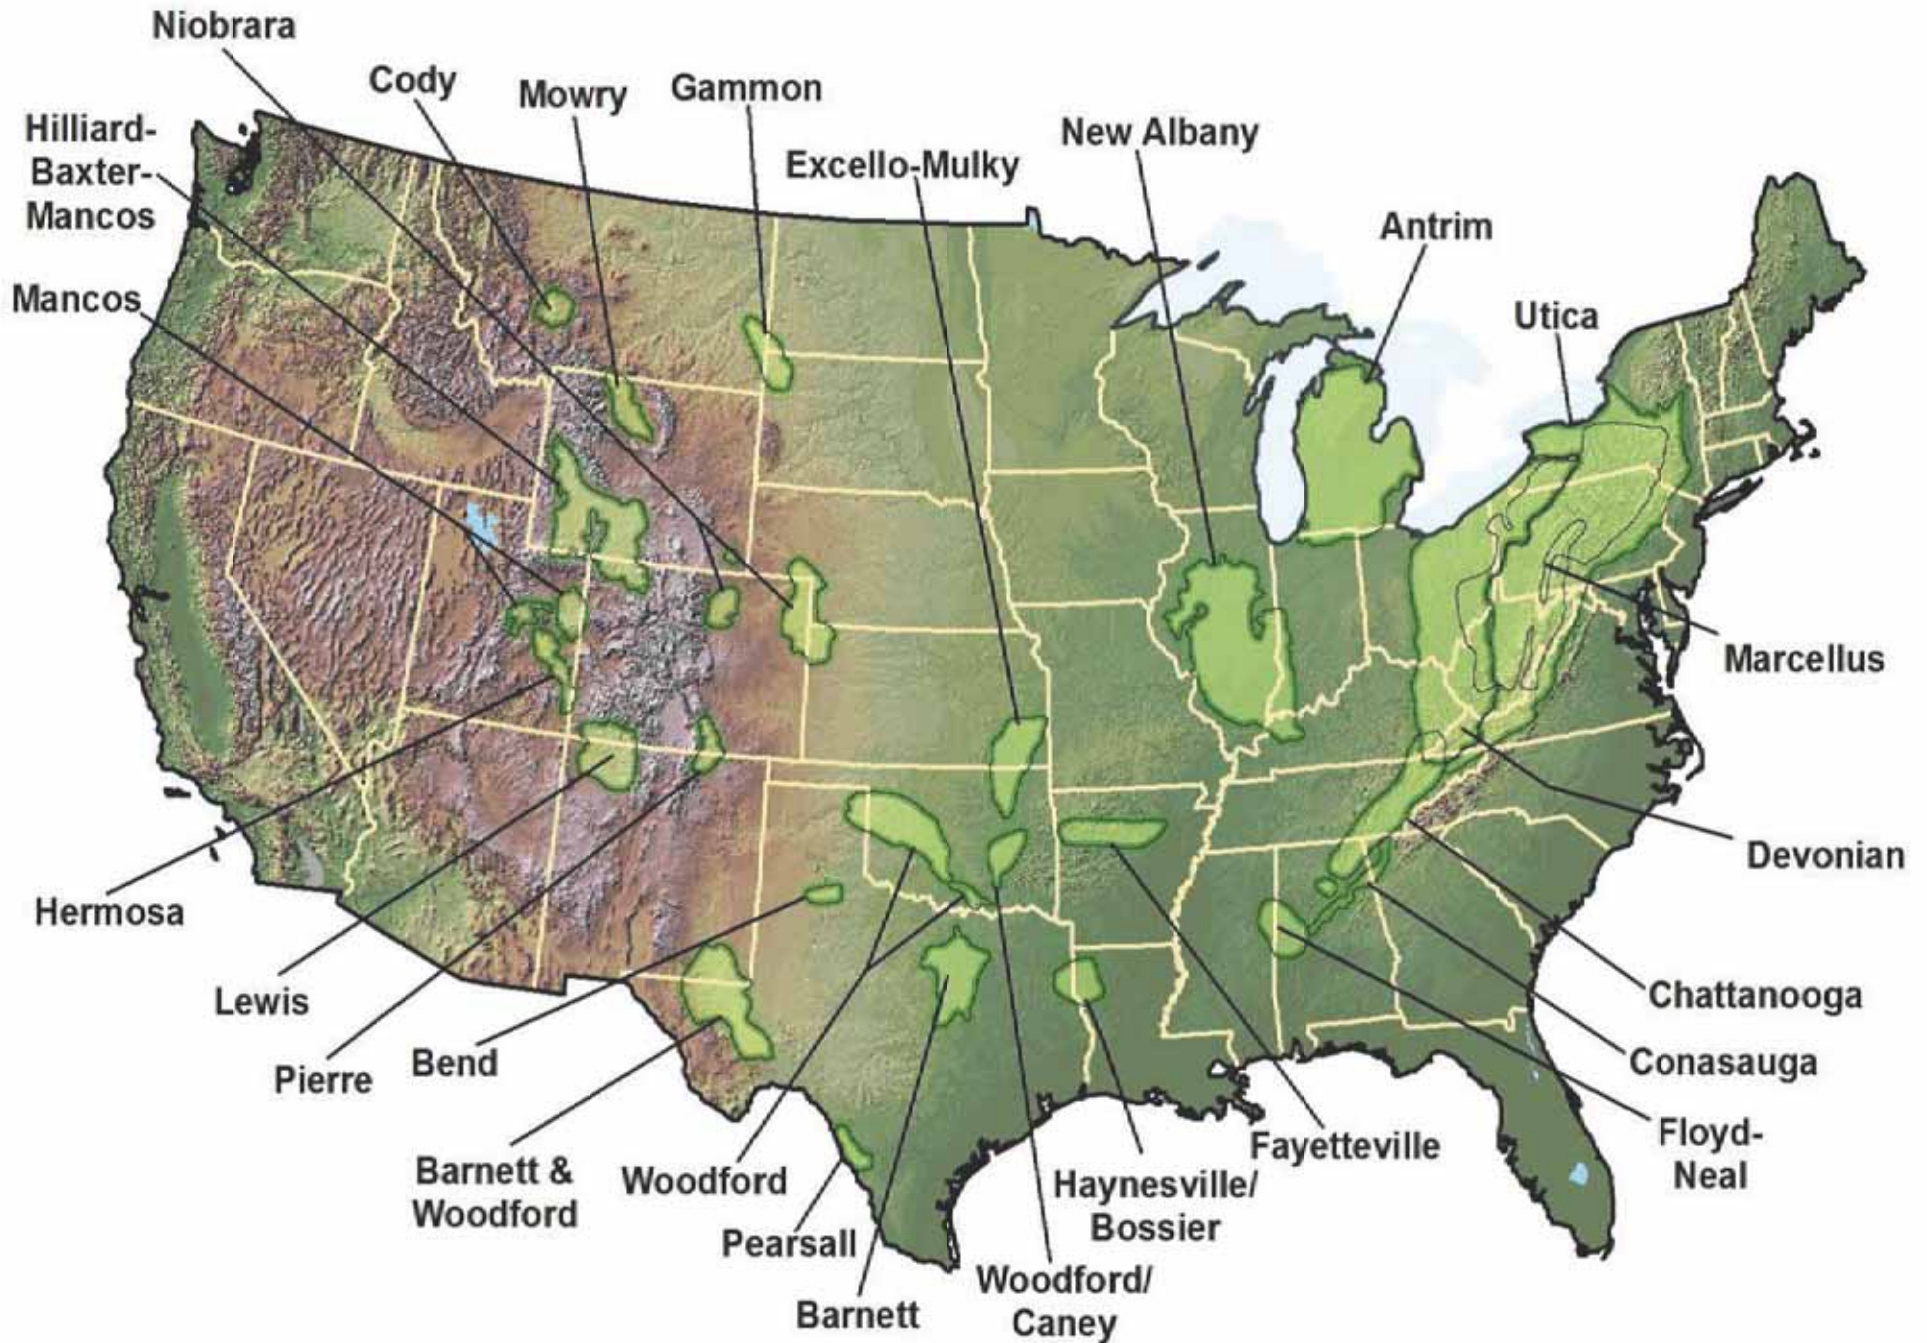 Niobrara
Cody
Mowry
Gammon
Hilliard-
Baxter-
Mancos
New Albany
Excello-Mulky
Antrim
Mancos
Utica
Marcellus
Devonian
Hermosa
Lewis
Chattanooga
Pierre
Bend
Conasauga
Floyd-
Neal
Fayetteville
Barnett &
Woodford
Woodford
Haynesville/
Bossier
Pearsall
Woodford/
Caney
Barnett